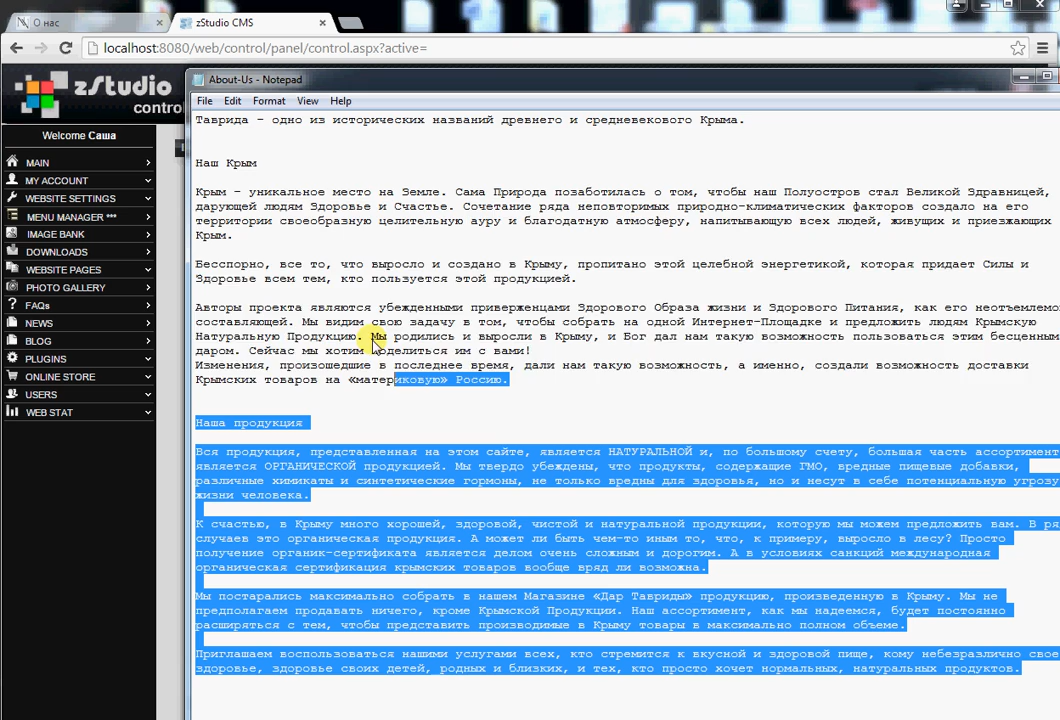 О нас
zStudio CMS
localhost:8080/web/control/panel/control.aspx?active=
zStudio
control
About-Us - Notepad
File Edit Format View Help
Welcome Саша
MAIN
MY ACCOUNT
WEBSITE SETTINGS
MENU MANAGER ***
IMAGE BANK
DOWNLOADS
WEBSITE PAGES
PHOTO GALLERY
FAQs
NEWS
BLOG
PLUGINS
ONLINE STORE
USERS
WEB STAT
Таврида - одно из исторических названий древнего и средневекового Крыма.
Наш Крым
Крым - уникальное место на Земле. Сама Природа позаботилась о том, чтобы наш Полуостров стал Великой Здравницей,
дарующей людям Здоровье и Счастье. Сочетание ряда неповторимых природно-климатических факторов создало на его
территории своеобразную целительную ауру и благодатную атмосферу, напитывающую всех людей, живущих и приезжающих
Крым.
Бесспорно, все то, что выросло и создано в Крыму, пропитано этой целебной энергетикой, которая придает Силы и
Здоровье всем тем, кто пользуется этой продукцией.
Авторы проекта являются убежденными приверженцами Здорового Образа жизни и Здорового Питания, как его неотъемлемо
составляющей. Мы видим свою задачу в том, чтобы собрать на одной Интернет-Площадке и предложить людям Крымскую
Натуральную Продукцию. Мы родились и выросли в Крыму, и Бог дал нам такую возможность пользоваться этим бесценным
даром. Сейчас мы хотим поделиться им с вами!
Изменения, произошедшие в последнее время, дали нам такую возможность, а именно, создали возможность доставки
Крымских товаров на «материковую» Россию.
Наша продукция
Вся продукция, представленная на этом сайте, является НАТУРАЛЬНОЙ и, по большому счету, большая часть ассортимент
является ОРГАНИЧЕСКОЙ продукцией. Мы твердо убеждены, что продукты, содержащие ГМО, вредные пищевые добавки,
различные химикаты и синтетические гормоны, не только вредны для здоровья, но и несут в себе потенциальную угрозу
жизни человека.
К счастью, в Крыму много хорошей, здоровой, чистой и натуральной продукции, которую мы можем предложить вам. В ря
случаев это органическая продукция. А может ли быть чем-то иным то, что, к примеру, выросло в лесу? Просто
получение органик-сертификата является делом очень сложным и дорогим. А в условиях санкций международная
органическая сертификация крымских товаров вообще вряд ли возможна.
Мы постарались максимально собрать в нашем Магазине «Дар Тавриды» продукцию, произведенную в Крыму. Мы не
предполагаем продавать ничего, кроме Крымской Продукции. Наш ассортимент, как мы надеемся, будет постоянно
расширяться с тем, чтобы представить производимые в Крыму товары в максимально полном объеме.
Приглашаем воспользоваться нашими услугами всех, кто стремится к вкусной и здоровой пище, кому небезразлично свое
здоровье, здоровье своих детей, родных и близких, и тех, кто просто хочет нормальных, натуральных продуктов.